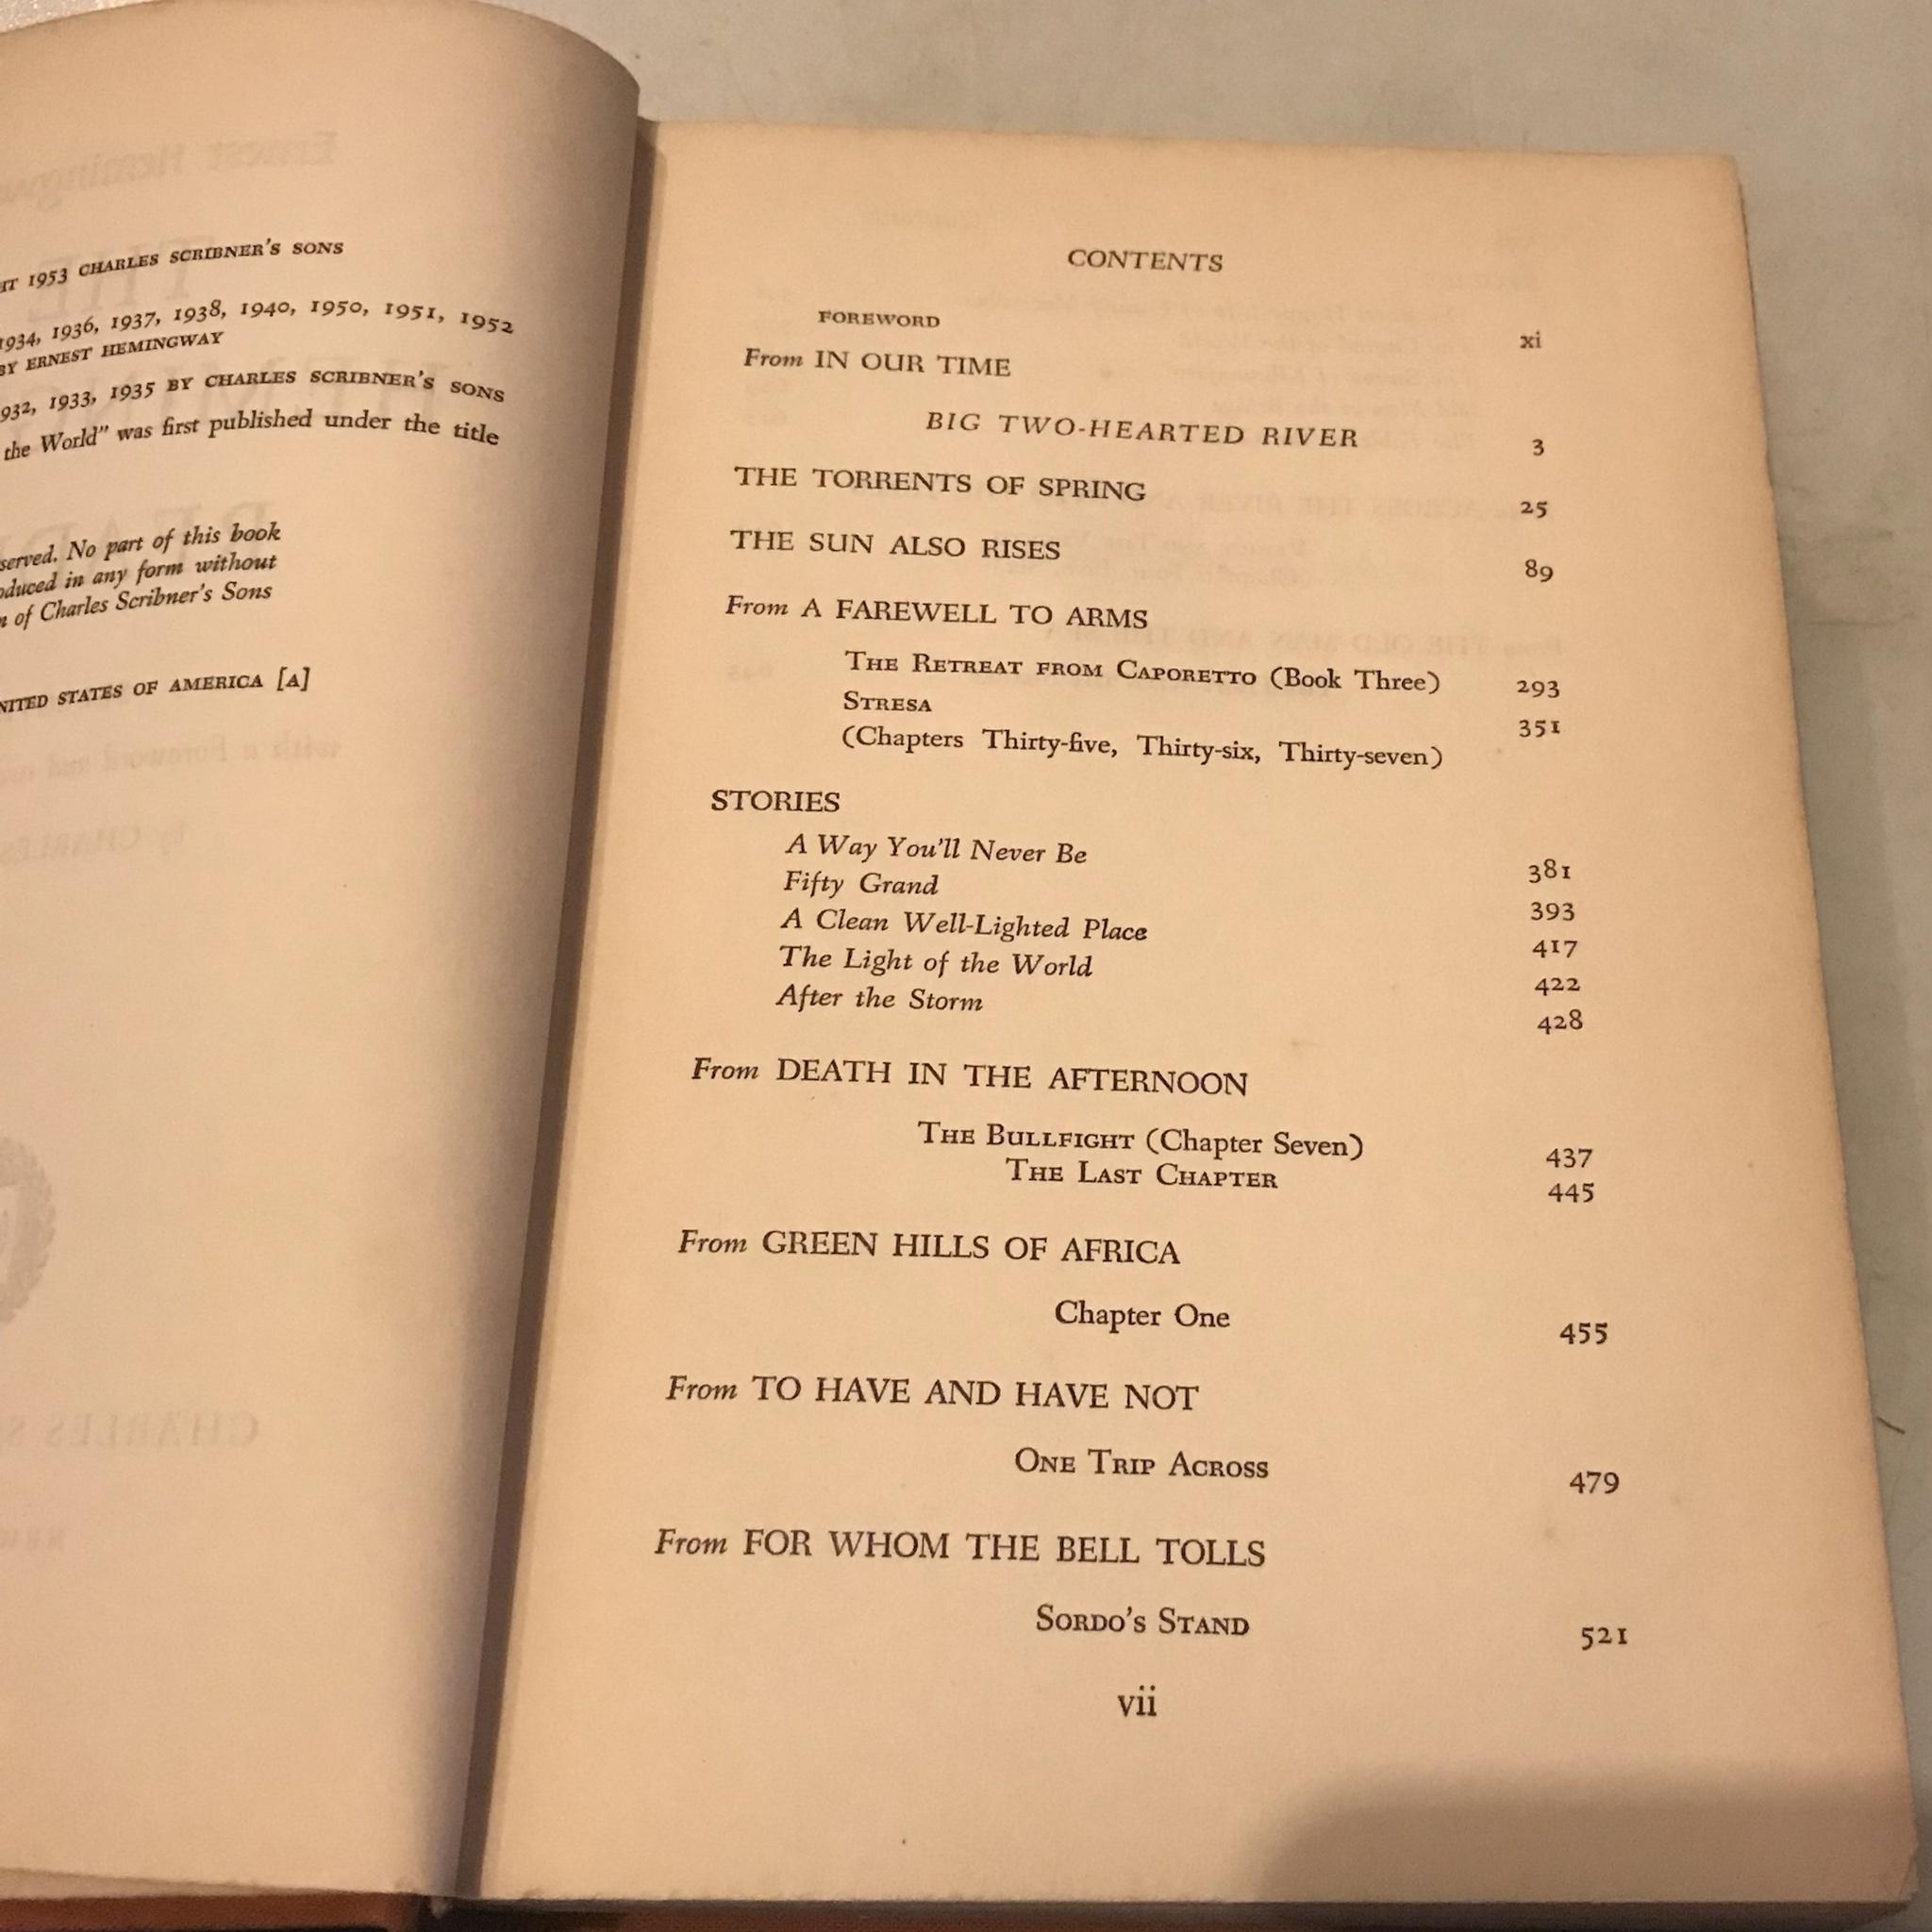 1953 CHARLES SCRIBNER'S SONS
1934, 1936, 1937, 1938, 1940, 1950, 1951, 1952
BY ERNEST HEMINGWAY
1933, 1935 BY CHARLES SCRIBNER'S SONS
the World" was first published under the title
No part of this book
in any form without
of Charles Scribner's Sons
STATES OF AMERICA [A]
CONTENTS
FOREWORD xi
From IN OUR TIME
BIG TWO-HEARTED RIVER 3
THE TORRENTS OF SPRING 25
THE SUN ALSO RISES 89
From A FAREWELL TO ARMS
THE RETREAT FROM CAPORETTO (Book Three) 293
STRESA 351
(Chapters Thirty-five, Thirty-six, Thirty-seven)
STORIES
A Way You'll Never Be 381
Fifty Grand 393
A Clean Well-Lighted Place 417
The Light of the World 422
After the Storm 428
From DEATH IN THE AFTERNOON
THE BULLFIGHT (Chapter Seven) 437
THE LAST CHAPTER 445
From GREEN HILLS OF AFRICA
Chapter One 455
From TO HAVE AND HAVE NOT
ONE TRIP ACROSS 479
From FOR WHOM THE BELL TOLLS
SORDO'S STAND 521
vii